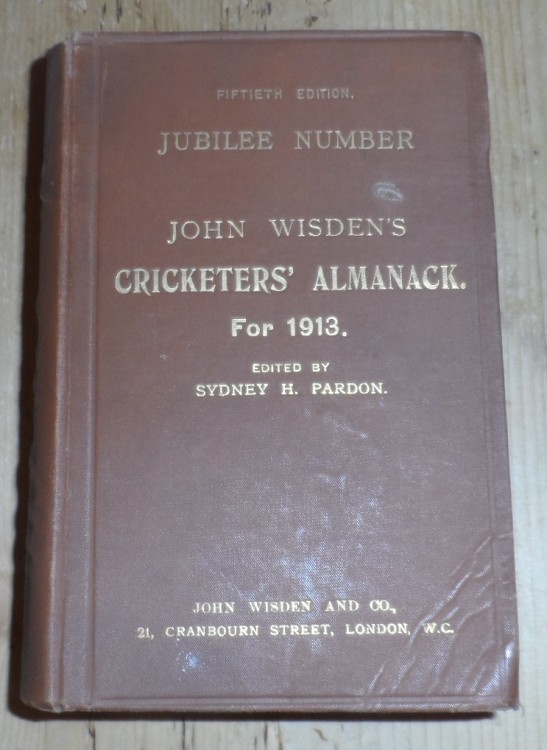 FIFTIETH EDITION.
JUBILEE NUMBER
JOHN WISDEN'S
CRICKETERS' ALMANACK.
For 1913.
EDITED BY
SYDNEY H. PARDON.
JOHN WISDEN AND CO.,
21, CRANBOURN STREET, LONDON, W.C.